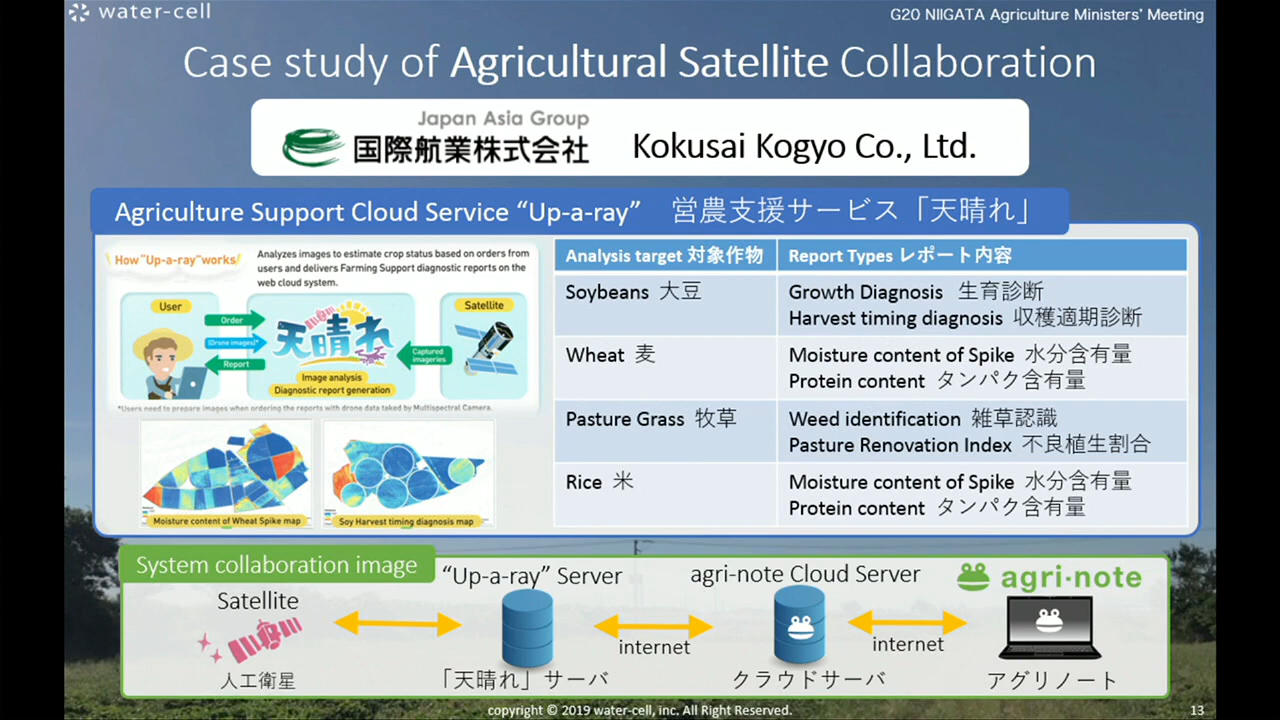 water-cell
G20 NIIGATA Agriculture Ministers' Meeting
Case study of Agricultural Satellite Collaboration
Japan Asia Group
国際航業株式会社
Kokusai Kogyo Co., Ltd.
Agriculture Support Cloud Service “Up-a-ray” 営農支援サービス「天晴れ」
How "Up-a-ray"works
Analyzes images to estimate crop status based on orders from
users and delivers Farming Support diagnostic reports on the
web cloud system.
User
Order
(Drone images)*
Report
天晴れ
Image analysis
Diagnostic report generation
Captured
imageries
Satellite
*Users need to prepare images when ordering the reports with drone data taked by Multispectral Camera.
Moisture content of Wheat Spike map
Soy Harvest timing diagnosis map
Analysis target 対象作物
Report Types レポート内容
Soybeans 大豆
Growth Diagnosis 生育診断
Harvest timing diagnosis 収穫適期診断
Wheat 麦
Moisture content of Spike 水分含有量
Protein content タンパク含有量
Pasture Grass 牧草
Weed identification 雑草認識
Pasture Renovation Index 不良植生割合
Rice 米
Moisture content of Spike 水分含有量
Protein content タンパク含有量
System collaboration image
Satellite
人工衛星
“Up-a-ray” Server
「天晴れ」サーバ
internet
agri-note Cloud Server
クラウドサーバ
internet
agri·note
アグリノート
copyright © 2019 water-cell, inc. All Right Reserved.
13